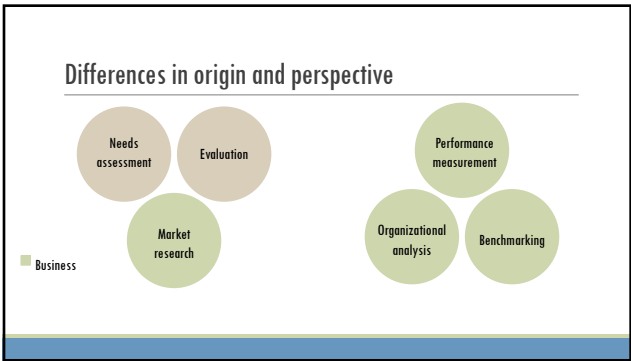 Differences in origin and perspective
Needs
assessment
Evaluation
Market
research
Performance
measurement
Organizational
analysis
Benchmarking
Business